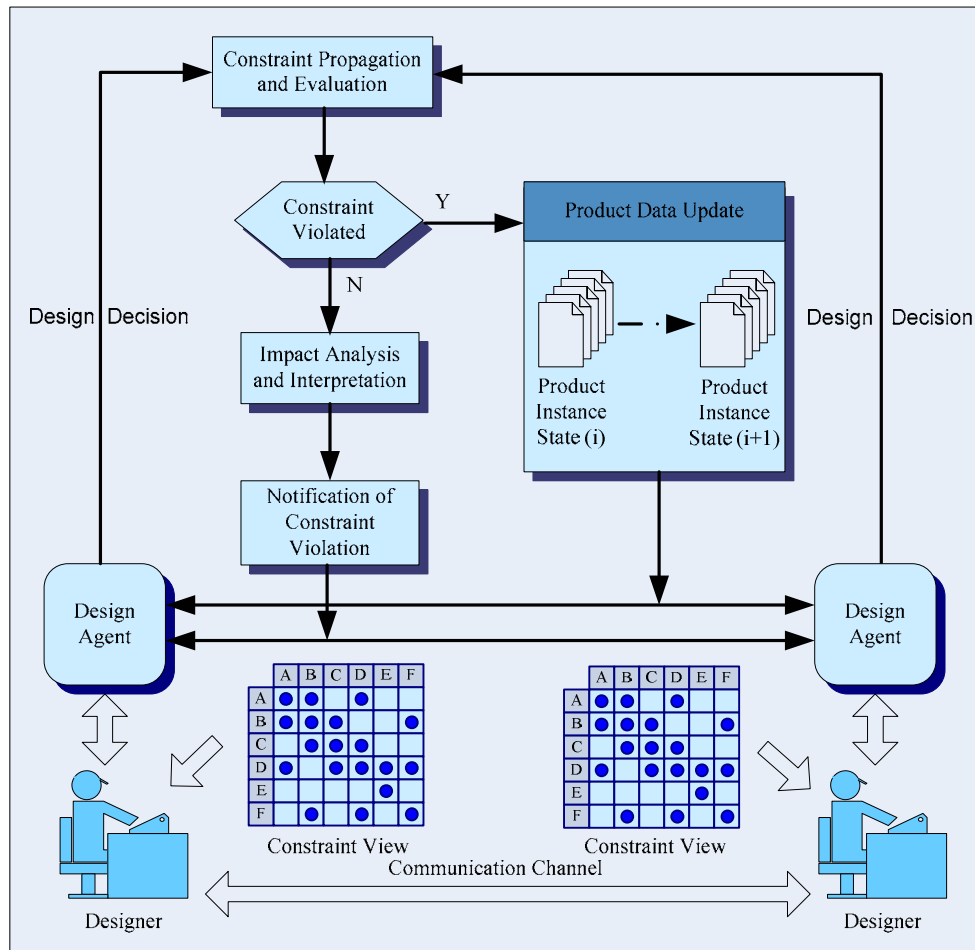 Constraint Propagation
and Evaluation
Constraint
Violated
Y
N
Product Data Update
Product
Instance
State (i)
Product
Instance
State (i+1)
Design Decision
Design Decision
Impact Analysis
and Interpretation
Notification of
Constraint
Violation
Design
Agent
Design
Agent
A B C D E F
A
B
C
D
E
F
Constraint View
A B C D E F
A
B
C
D
E
F
Constraint View
Communication Channel
Designer
Designer